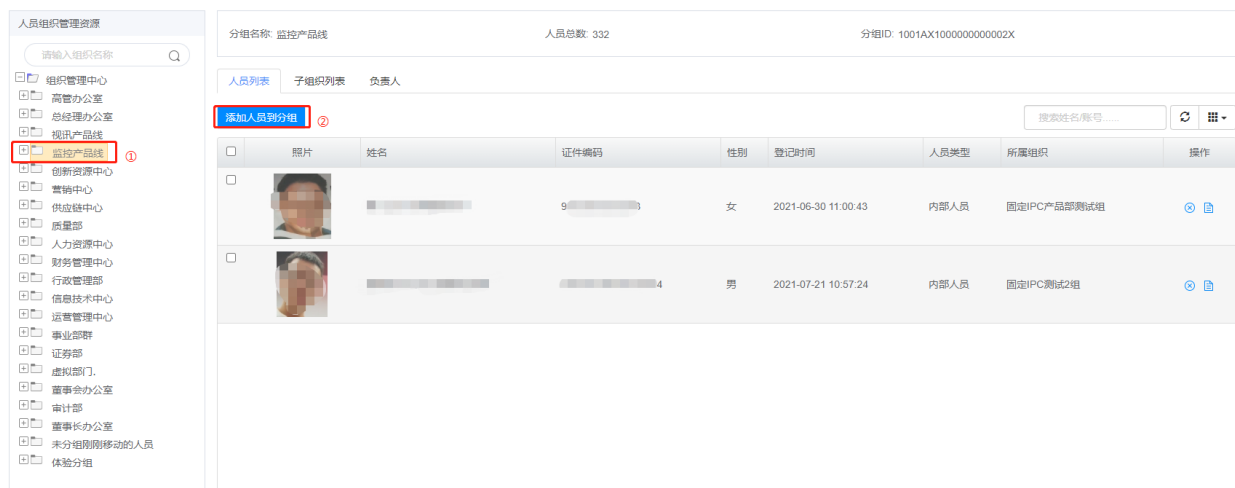 人员组织管理资源
请输入组织名称
组织管理中心
高管办公室
总经理办公室
视讯产品线
监控产品线 ①
创新资源中心
营销中心
供应链中心
质量部
人力资源中心
财务管理中心
行政管理部
信息技术中心
运营管理中心
事业部群
证券部
虚拟部门.
董事会办公室
审计部
董事长办公室
未分组刚刚移动的人员
体验分组
分组名称: 监控产品线 人员总数: 332 分组ID: 1001AX1000000000002X
人员列表 子组织列表 负责人
添加人员到分组 ② 搜索姓名/账号......
照片 姓名 证件编码 性别 登记时间 人员类型 所属组织 操作
9 女 2021-06-30 11:00:43 内部人员 固定IPC产品部测试组
4 男 2021-07-21 10:57:24 内部人员 固定IPC测试2组